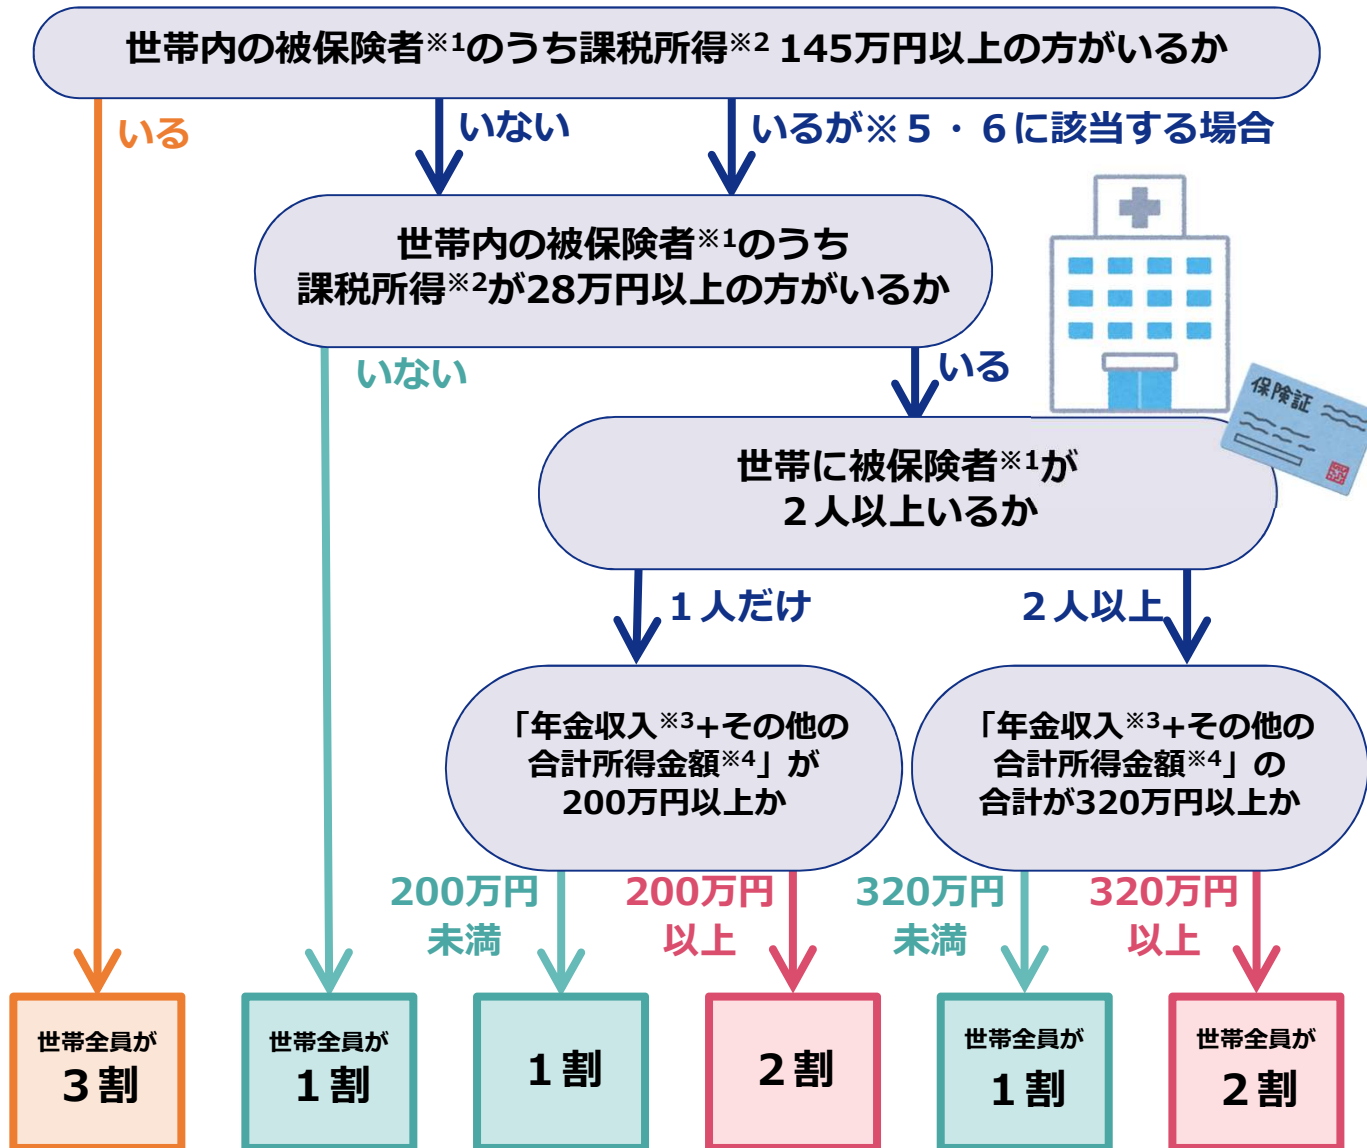 世帯内の被保険者※1のうち課税所得※2 145万円以上の方がいるか
いる
いない
いるが※５・６に該当する場合
世帯内の被保険者※1のうち
課税所得※2が28万円以上の方がいるか
いない
いる
保険証
世帯に被保険者※1が
２人以上いるか
１人だけ
２人以上
「年金収入※3+その他の
合計所得金額※4」が
200万円以上か
「年金収入※3+その他の
合計所得金額※4」の
合計が320万円以上か
200万円
未満
200万円
以上
320万円
未満
320万円
以上
世帯全員が
３割
世帯全員が
１割
１割
２割
世帯全員が
１割
世帯全員が
２割